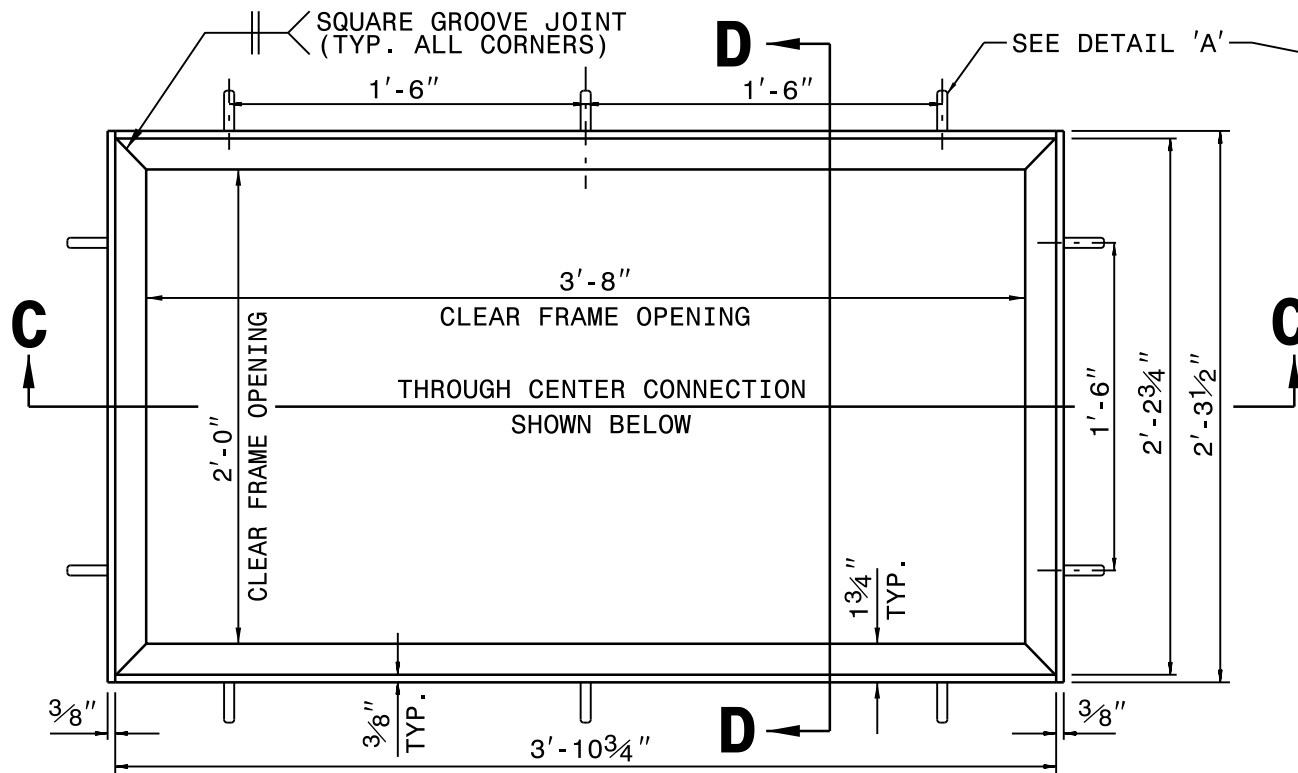 SQUARE GROOVE JOINT
(TYP. ALL CORNERS)
D
SEE DETAIL 'A'
1'-6"
1'-6"
3'-8"
CLEAR FRAME OPENING
C
C
2'-0"
CLEAR FRAME OPENING
THROUGH CENTER CONNECTION
SHOWN BELOW
1'-6"
2'-2¾"
2'-3½"
1¾"
TYP.
⅜"
⅜"
TYP.
D
⅜"
3'-10¾"